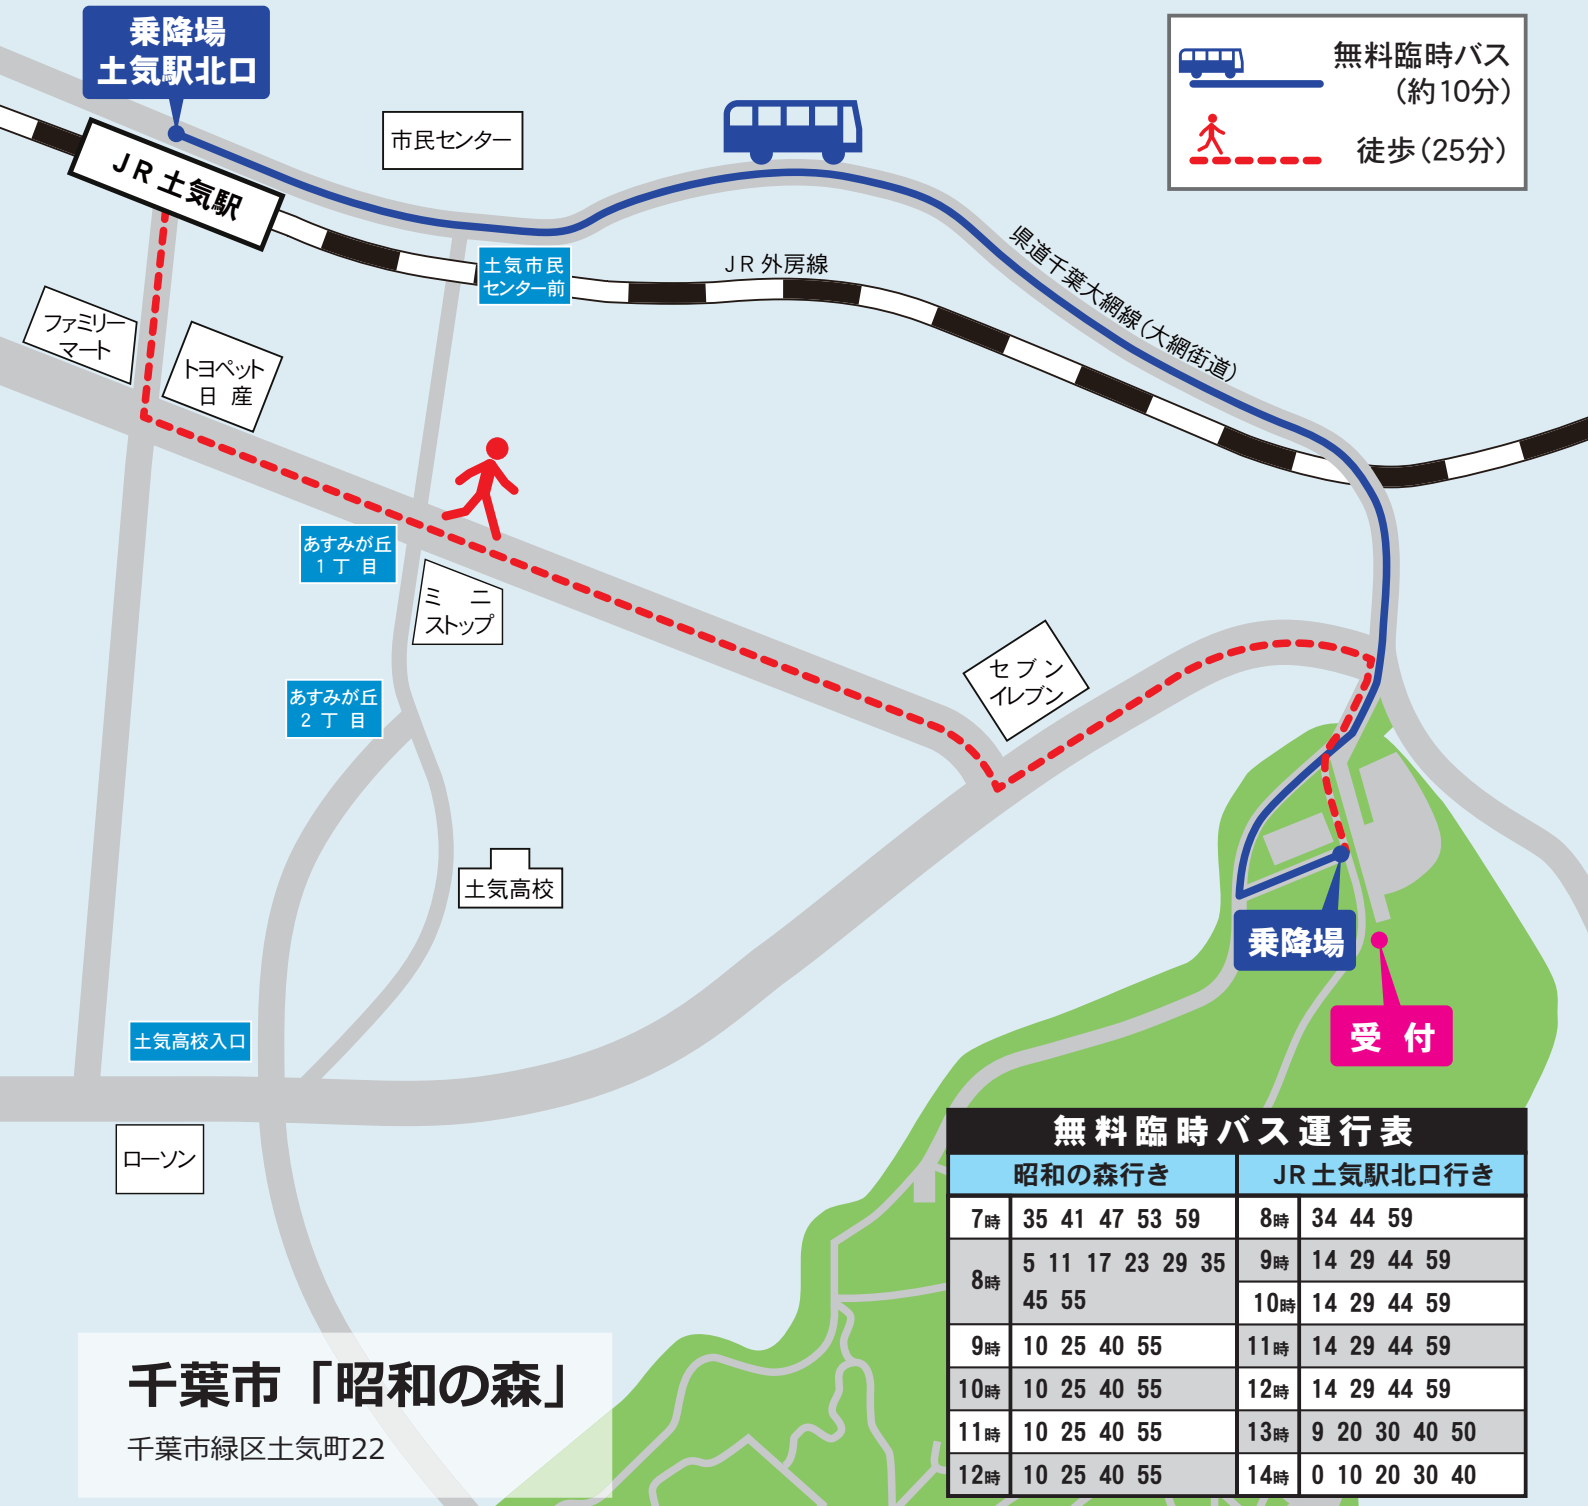 乗降場
土気駅北口
無料臨時バス
(約10分)
徒歩(25分)
市民センター
JR土気駅
土気市民
センター前
JR外房線
県道千葉大網線(大網街道)
ファミリー
マート
トヨペット
日産
あすみが丘
1丁目
ミニ
ストップ
あすみが丘
2丁目
セブン
イレブン
土気高校
乗降場
受付
土気高校入口
ローソン
無料臨時バス運行表
昭和の森行き JR土気駅北口行き
7時 35 41 47 53 59 8時 34 44 59
8時 5 11 17 23 29 35 9時 14 29 44 59
45 55 10時 14 29 44 59
9時 10 25 40 55 11時 14 29 44 59
10時 10 25 40 55 12時 14 29 44 59
11時 10 25 40 55 13時 9 20 30 40 50
12時 10 25 40 55 14時 0 10 20 30 40
千葉市「昭和の森」
千葉市緑区土気町22